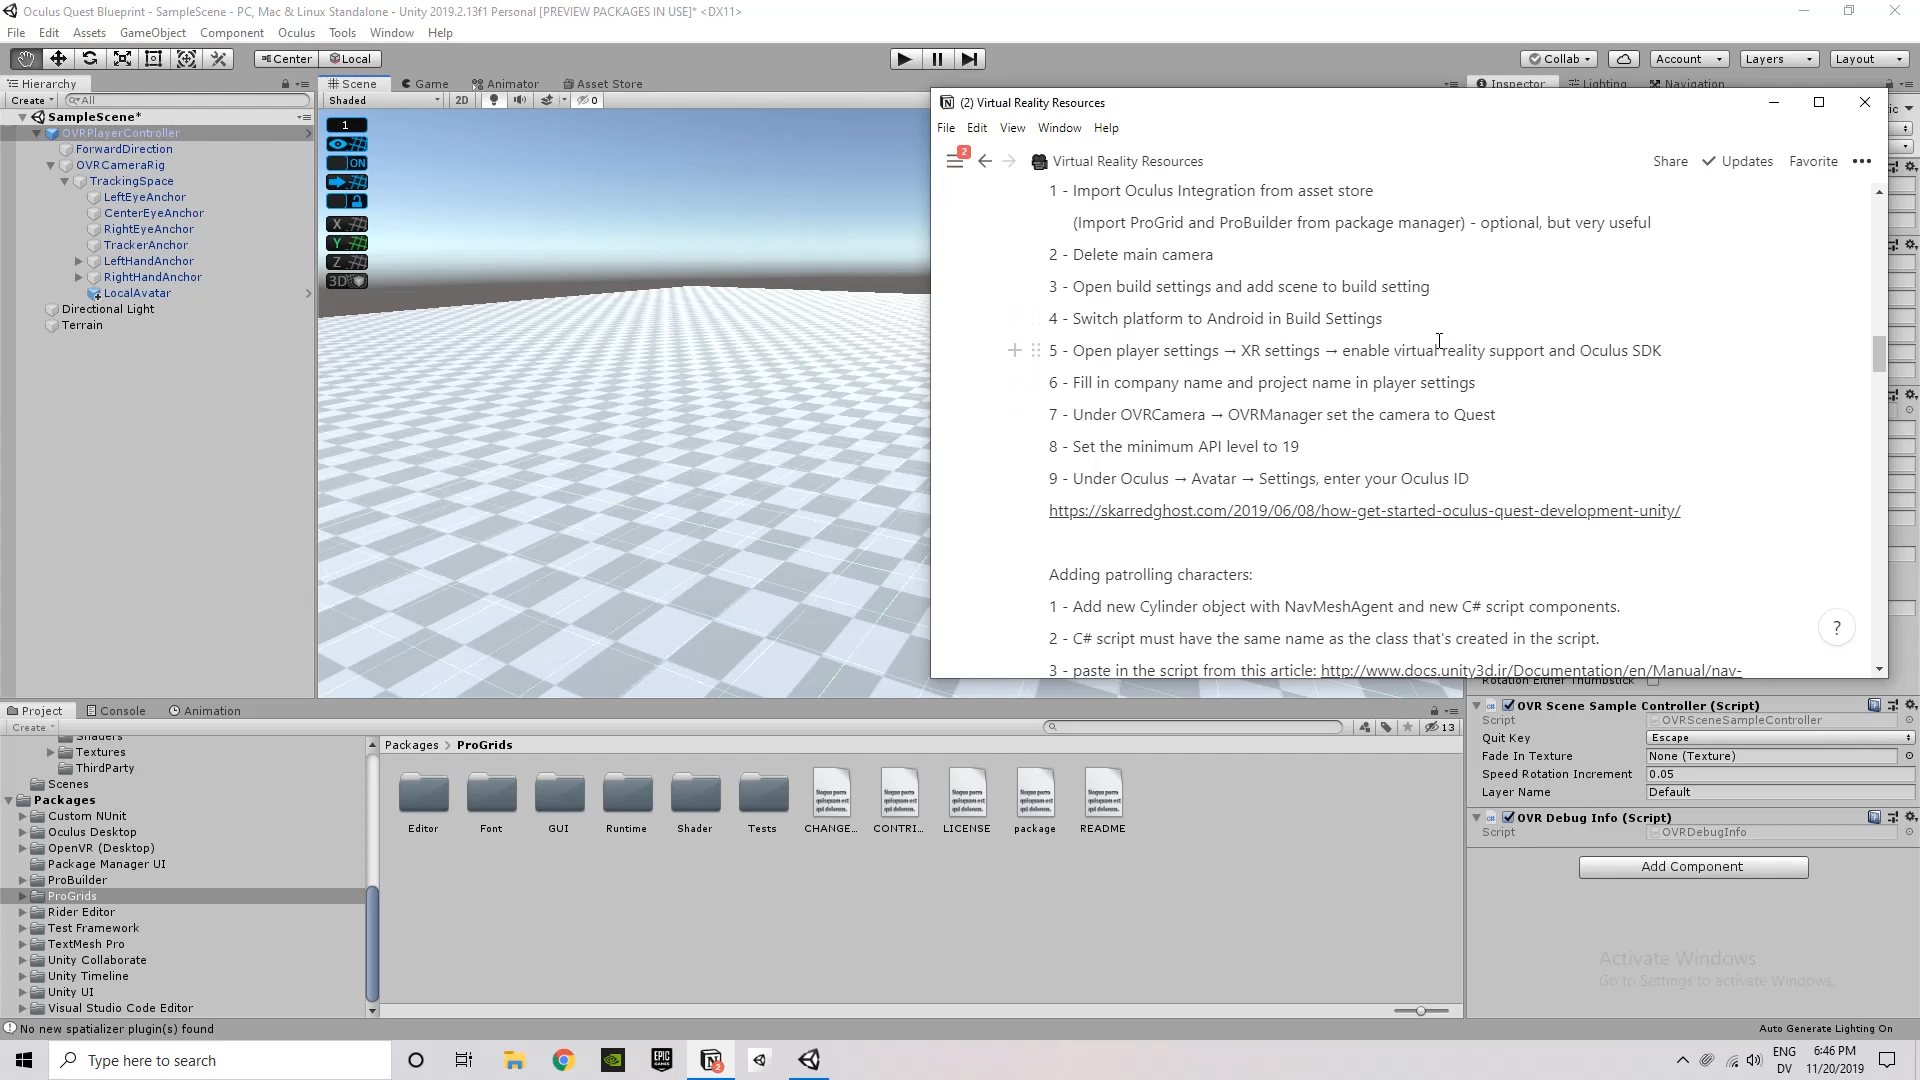 Oculus Quest Blueprint - SampleScene - PC, Mac & Linux Standalone - Unity 2019.2.13f1 Personal [PREVIEW PACKAGES IN USE]* <DX11>
File Edit Assets GameObject Component Oculus Tools Window Help
Center Local Collab Account Layers Layout
Hierarchy Scene Game Animator Asset Store Inspector Lighting Navigation
Create All Shaded 2D 0
SampleScene*
OVRPlayerController
ForwardDirection
OVRCameraRig
TrackingSpace
LeftEyeAnchor
CenterEyeAnchor
RightEyeAnchor
TrackerAnchor
LeftHandAnchor
RightHandAnchor
LocalAvatar
Directional Light
Terrain
1
ON
X
Y
Z
3D
(2) Virtual Reality Resources
File Edit View Window Help
2 Virtual Reality Resources Share Updates Favorite
1 - Import Oculus Integration from asset store
(Import ProGrid and ProBuilder from package manager) - optional, but very useful
2 - Delete main camera
3 - Open build settings and add scene to build setting
4 - Switch platform to Android in Build Settings
5 - Open player settings → XR settings → enable virtual reality support and Oculus SDK
6 - Fill in company name and project name in player settings
7 - Under OVRCamera → OVRManager set the camera to Quest
8 - Set the minimum API level to 19
9 - Under Oculus → Avatar → Settings, enter your Oculus ID
https://skarredghost.com/2019/06/08/how-get-started-oculus-quest-development-unity/
Adding patrolling characters:
1 - Add new Cylinder object with NavMeshAgent and new C# script components.
2 - C# script must have the same name as the class that's created in the script.
3 - paste in the script from this article: http://www.docs.unity3d.ir/Documentation/en/Manual/nav-
?
Rotation Either Thumbstick
OVR Scene Sample Controller (Script)
Script OVRSceneSampleController
Quit Key Escape
Fade In Texture None (Texture)
Speed Rotation Increment 0.05
Layer Name Default
OVR Debug Info (Script)
Script OVRDebugInfo
Add Component
Project Console Animation
Create 13
Shaders
Textures
ThirdParty
Scenes
Packages
Custom NUnit
Oculus Desktop
OpenVR (Desktop)
Package Manager UI
ProBuilder
ProGrids
Rider Editor
Test Framework
TextMesh Pro
Unity Collaborate
Unity Timeline
Unity UI
Visual Studio Code Editor
Packages > ProGrids
Editor Font GUI Runtime Shader Tests CHANGE... CONTRI... LICENSE package README
Activate Windows
Go to Settings to activate Windows.
No new spatializer plugin(s) found
Auto Generate Lighting On
Type here to search
EPIC GAMES
2
ENG
DV
6:46 PM
11/20/2019